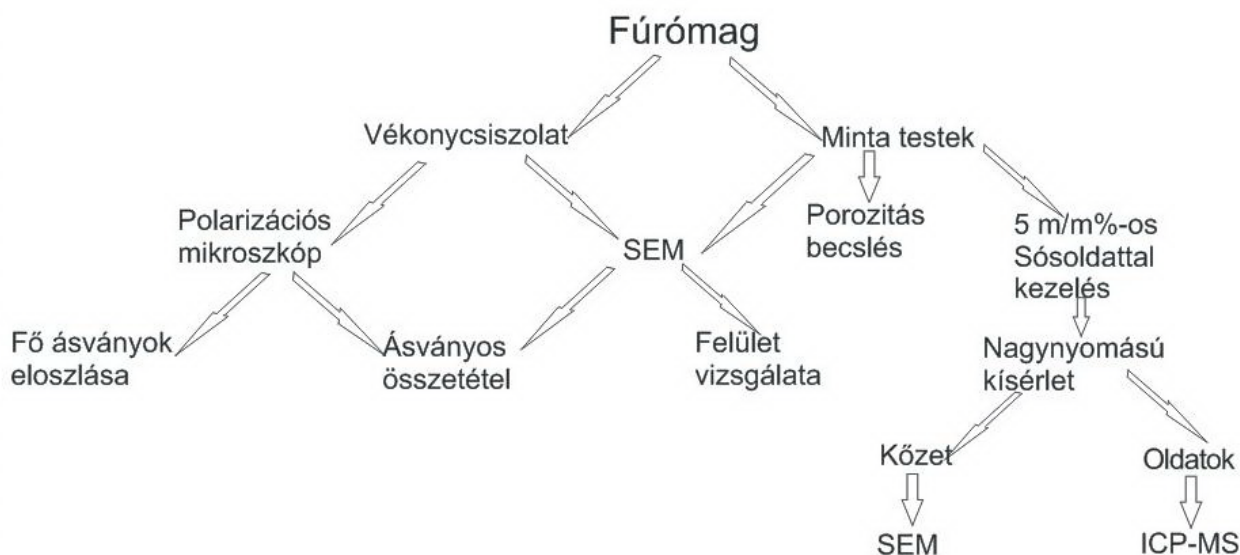 Fúrómag
Vékonycsiszolat
Minta testek
Polarizációs
mikroszkóp
SEM
Porozitás
becslés
5 m/m%-os
Sósoldattal
kezelés
Fő ásványok
eloszlása
Ásványos
összetétel
Felület
vizsgálata
Nagynyomású
kísérlet
Kőzet
Oldatok
SEM
ICP-MS